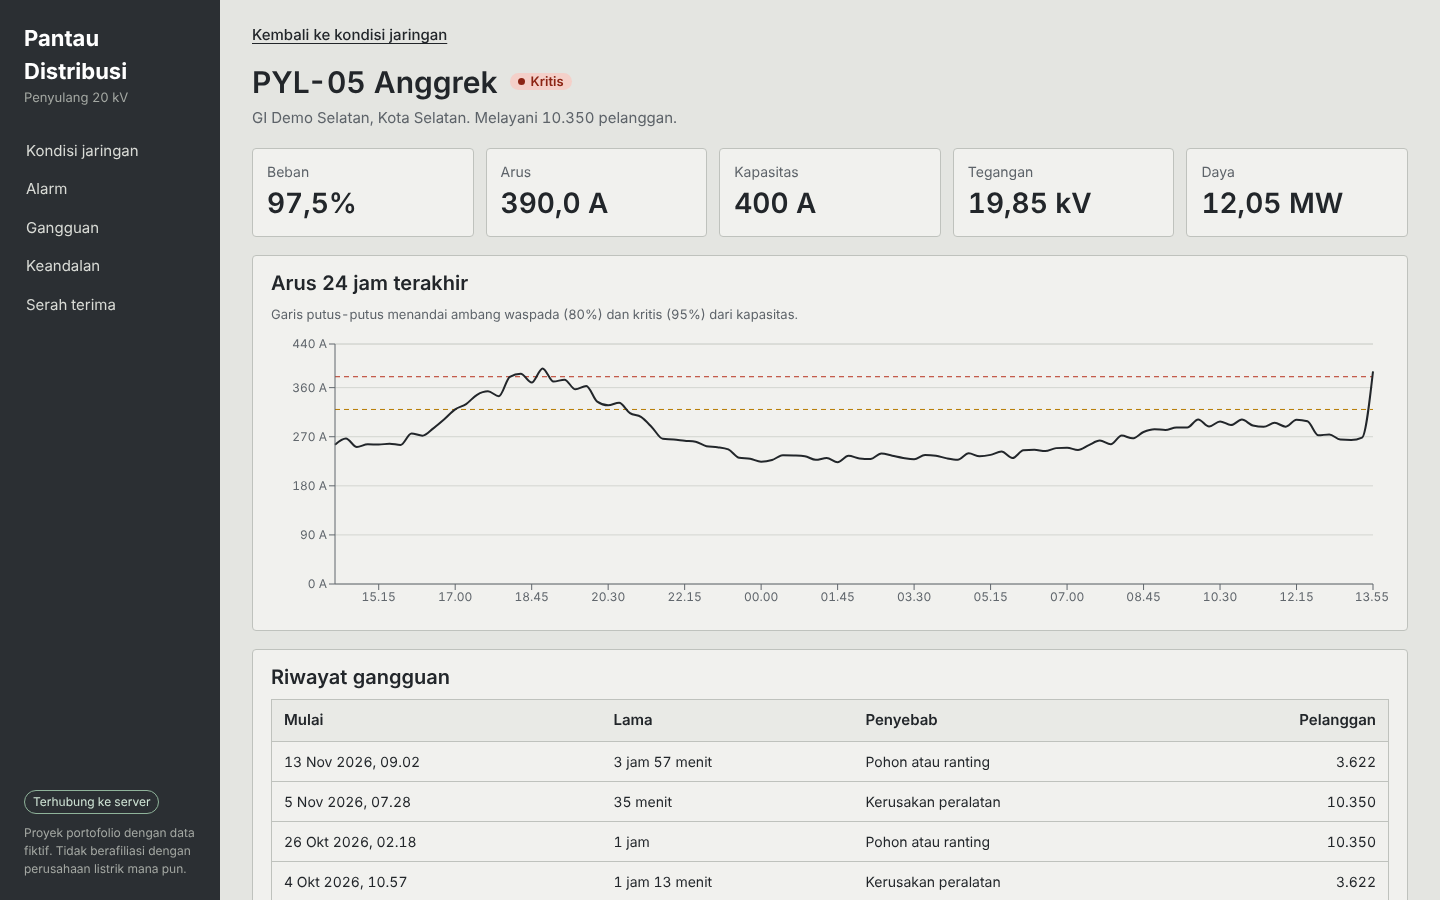 Pantau
Distribusi
Penyulang 20 kV
Kondisi jaringan
Alarm
Gangguan
Keandalan
Serah terima
Terhubung ke server
Proyek portofolio dengan data
fiktif. Tidak berafiliasi dengan
perusahaan listrik mana pun.
Kembali ke kondisi jaringan
PYL-05 Anggrek Kritis
GI Demo Selatan, Kota Selatan. Melayani 10.350 pelanggan.
Beban Arus Kapasitas Tegangan Daya
97,5% 390,0 A 400 A 19,85 kV 12,05 MW
Arus 24 jam terakhir
Garis putus-putus menandai ambang waspada (80%) dan kritis (95%) dari kapasitas.
440 A
360 A
270 A
180 A
90 A
0 A
15.15 17.00 18.45 20.30 22.15 00.00 01.45 03.30 05.15 07.00 08.45 10.30 12.15 13.55
Riwayat gangguan
Mulai Lama Penyebab Pelanggan
13 Nov 2026, 09.02 3 jam 57 menit Pohon atau ranting 3.622
5 Nov 2026, 07.28 35 menit Kerusakan peralatan 10.350
26 Okt 2026, 02.18 1 jam Pohon atau ranting 10.350
4 Okt 2026, 10.57 1 jam 13 menit Kerusakan peralatan 3.622